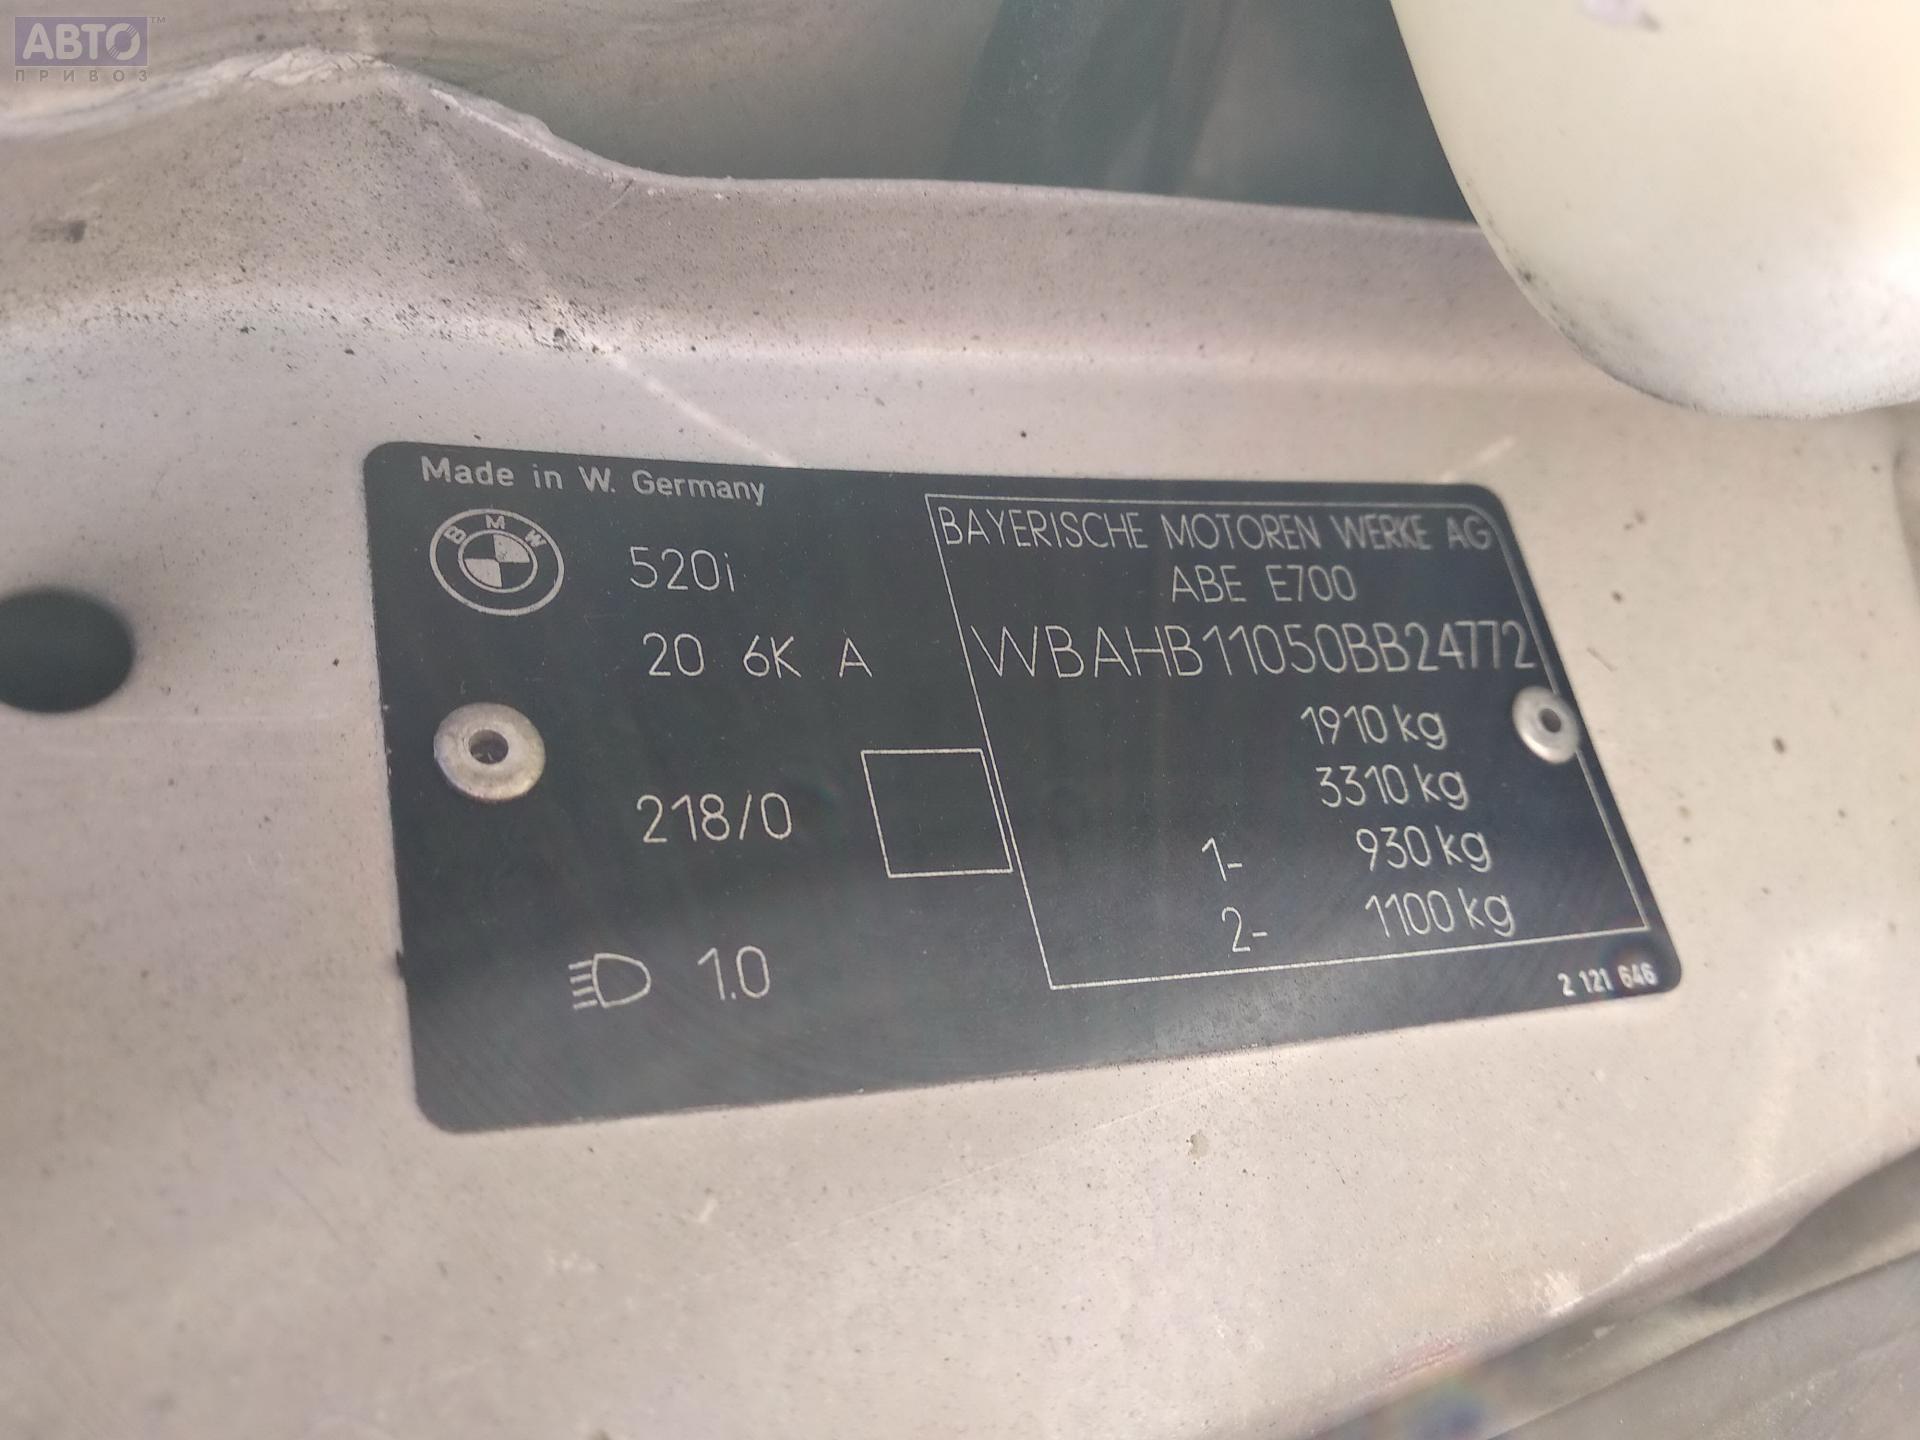 АВТО™
ПРИВОЗ
Made in W. Germany
BMW
520i
20 6K A
218/0
1.0
BAYERISCHE MOTOREN WERKE AG
ABE E700
WBAHB11050BB24772
1910 kg
3310 kg
1- 930 kg
2- 1100 kg
2 121 646